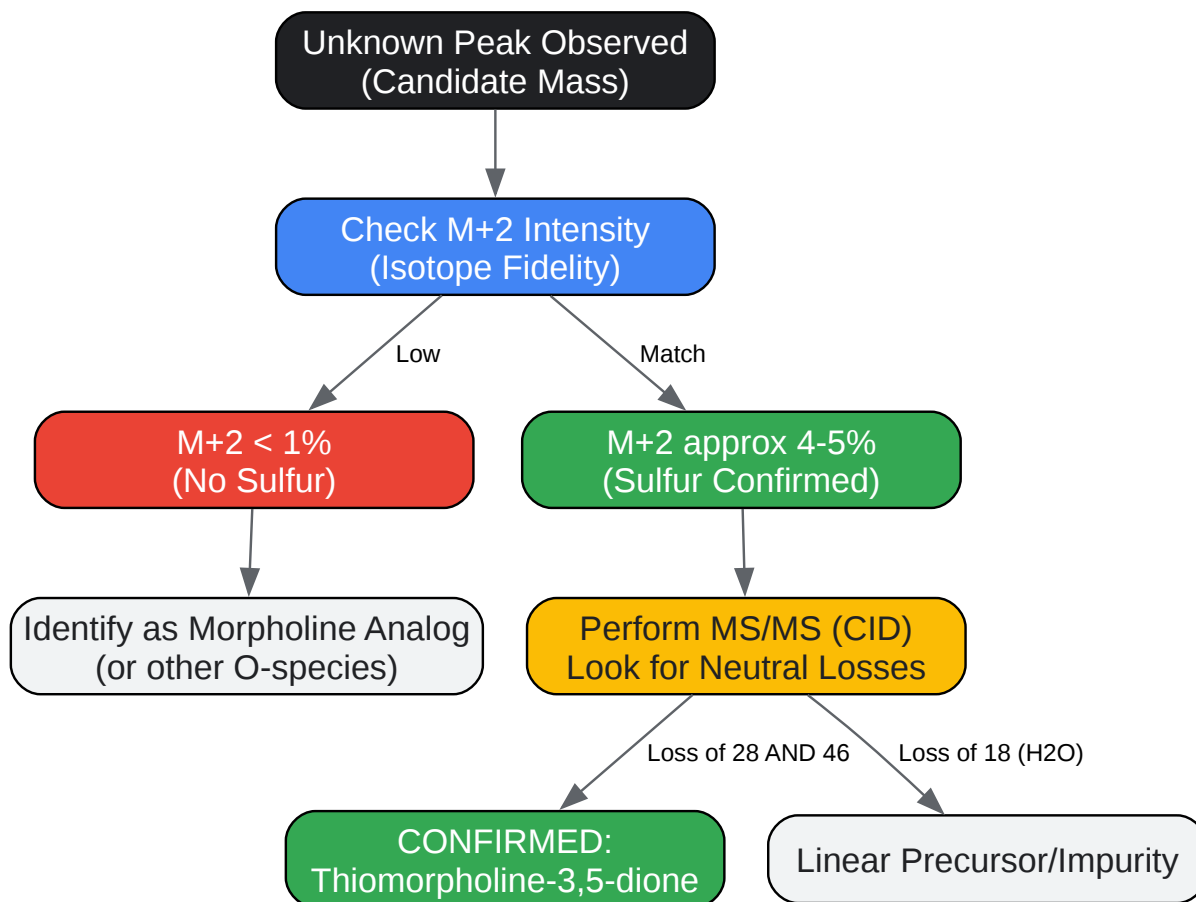 Unknown Peak Observed
(Candidate Mass)
Check M+2 Intensity
(Isotope Fidelity)
Low
Match
M+2 < 1%
(No Sulfur)
M+2 approx 4-5%
(Sulfur Confirmed)
Identify as Morpholine Analog
(or other O-species)
Perform MS/MS (CID)
Look for Neutral Losses
Loss of 28 AND 46
Loss of 18 (H2O)
CONFIRMED:
Thiomorpholine-3,5-dione
Linear Precursor/Impurity